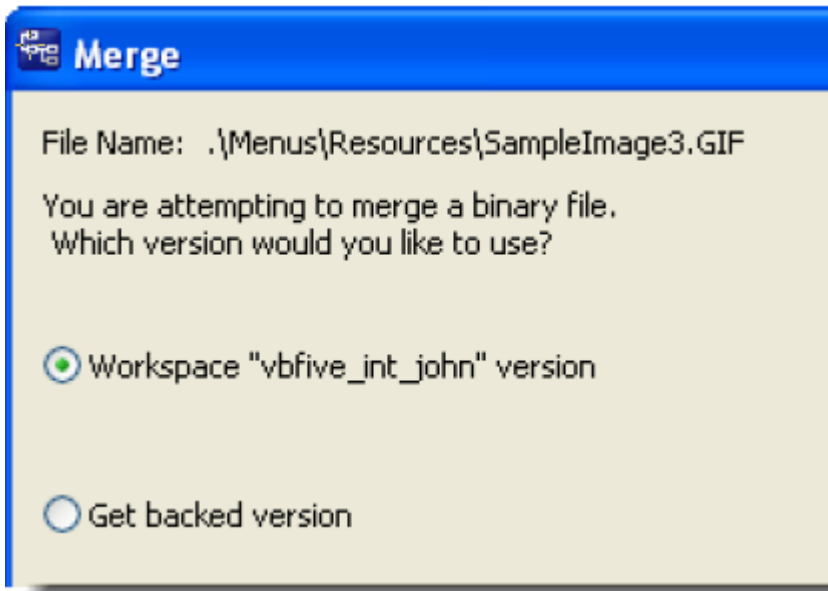 Merge
File Name: .\Menus\Resources\SampleImage3.GIF
You are attempting to merge a binary file.
Which version would you like to use?
Workspace "vbfive_int_john" version
Get backed version